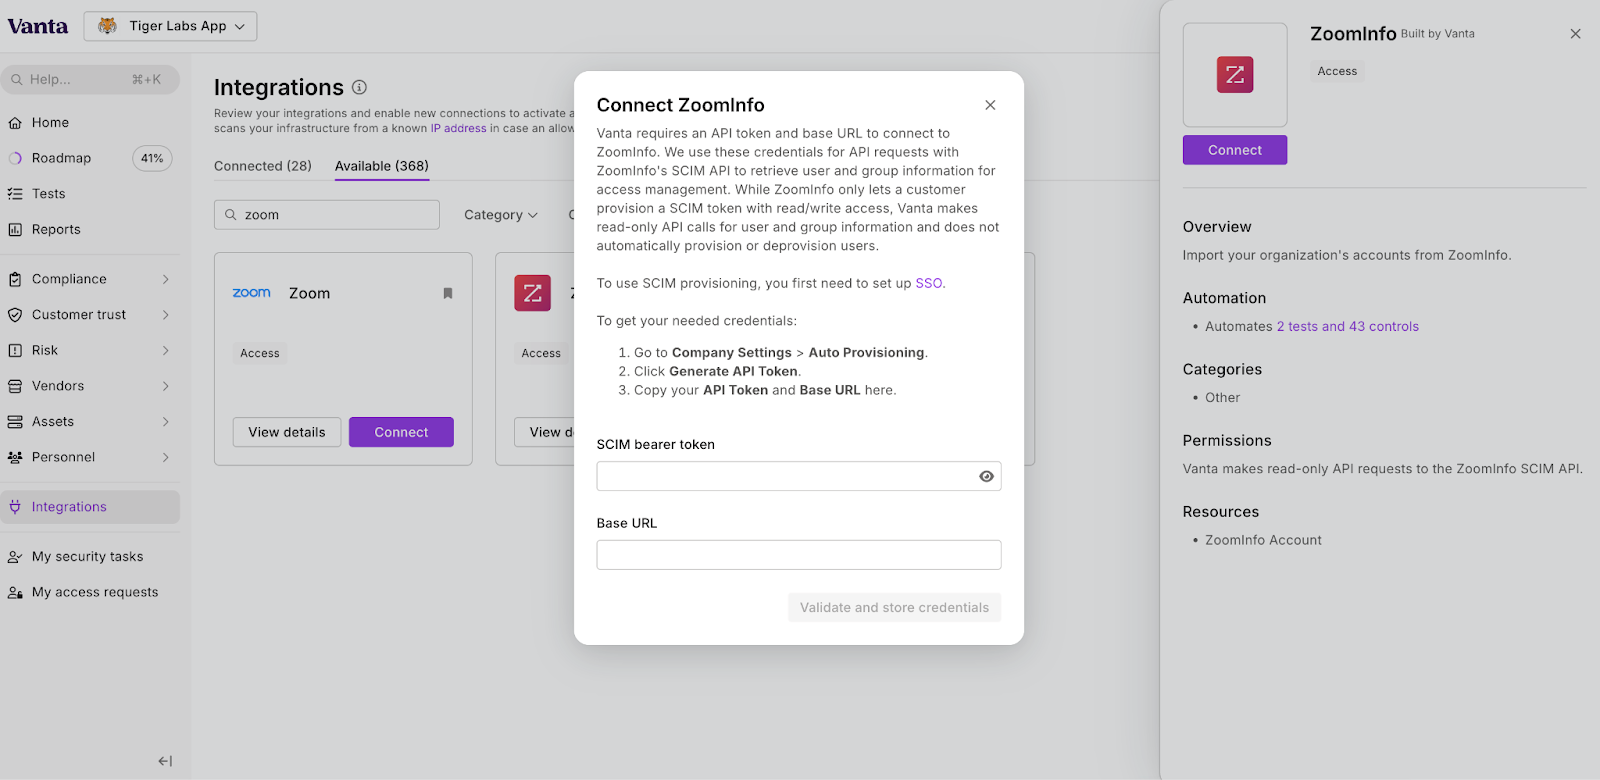 Vanta
Tiger Labs App
Help...
⌘+K
Home
Roadmap
41%
Tests
Reports
Compliance
Customer trust
Risk
Vendors
Assets
Personnel
Integrations
My security tasks
My access requests
Integrations
Review your integrations and enable new connections to activate
scans your infrastructure from a known IP address in case an allow
Connected (28)
Available (368)
zoom
Category
zoom
Zoom
Access
View details
Connect
Access
View
Connect ZoomInfo
Vanta requires an API token and base URL to connect to
ZoomInfo. We use these credentials for API requests with
ZoomInfo's SCIM API to retrieve user and group information for
access management. While ZoomInfo only lets a customer
provision a SCIM token with read/write access, Vanta makes
read-only API calls for user and group information and does not
automatically provision or deprovision users.
To use SCIM provisioning, you first need to set up SSO.
To get your needed credentials:
1. Go to Company Settings > Auto Provisioning.
2. Click Generate API Token.
3. Copy your API Token and Base URL here.
SCIM bearer token
Base URL
Validate and store credentials
ZoomInfo Built by Vanta
Access
Connect
Overview
Import your organization's accounts from ZoomInfo.
Automation
• Automates 2 tests and 43 controls
Categories
• Other
Permissions
Vanta makes read-only API requests to the ZoomInfo SCIM API.
Resources
• ZoomInfo Account